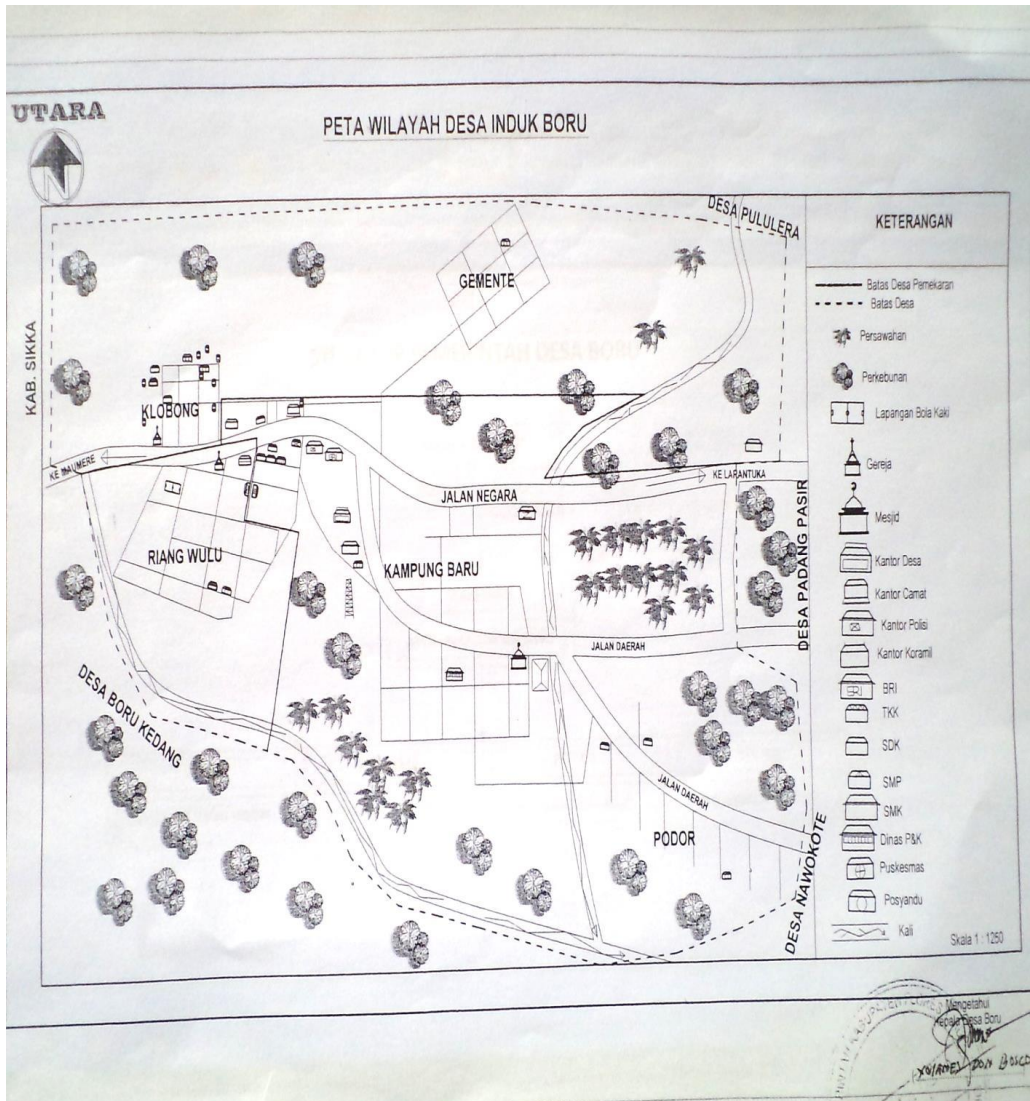 UTARA
N
PETA WILAYAH DESA INDUK BORU
DESA PULULERA
GEMENTE
KAB. SIKKA
KLOBONG
KE MAUMERE
KE LARANTUKA
JALAN NEGARA
RIANG WULU
KAMPUNG BARU
DESA PADANG PASIR
JALAN DAERAH
DESA BORU KEDANG
JALAN DAERAH
PODOR
DESA NAWOKOTE
KETERANGAN
Batas Desa Pemekaran
Batas Desa
Persawahan
Perkebunan
Lapangan Bola Kaki
Gereja
Mesjid
Kantor Desa
Kantor Camat
Kantor Polisi
Kantor Koramil
BRI
BRI
TKK
SDK
SMP
SMK
Dinas P&K
Puskesmas
Posyandu
Kali
Skala 1 : 1250
Mengetahui
Kepala Desa Boru
DON BOSCO